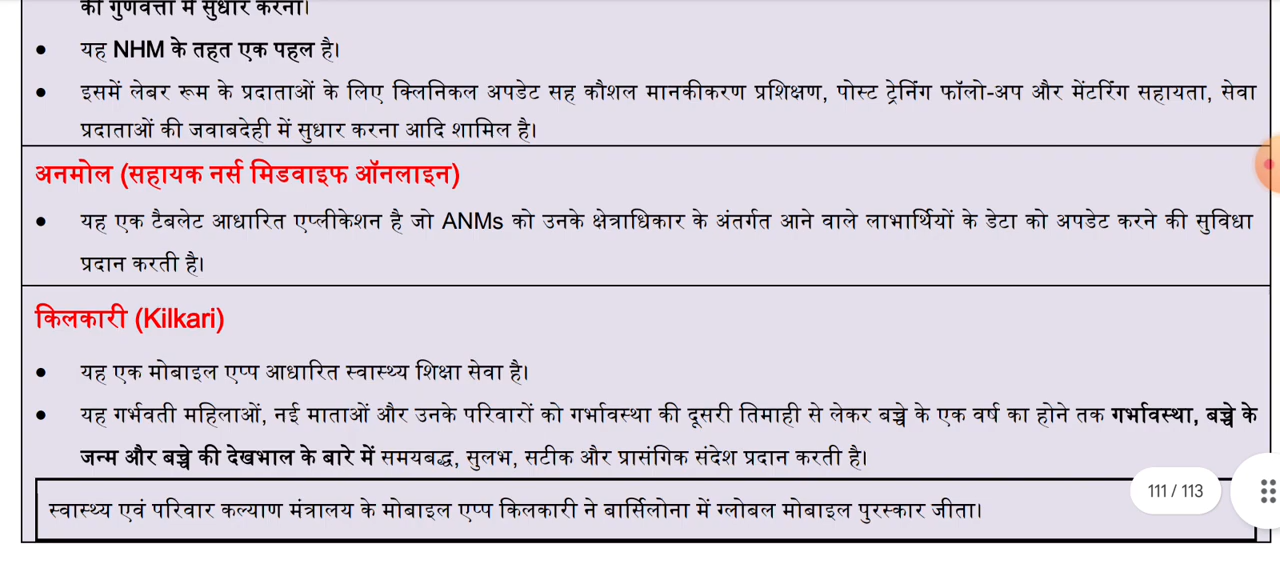 की गुणवत्ता में सुधार करना।
● यह NHM के तहत एक पहल है।
● इसमें लेबर रूम के प्रदाताओं के लिए क्लिनिकल अपडेट सह कौशल मानकीकरण प्रशिक्षण, पोस्ट ट्रेनिंग फॉलो-अप और मेंटरिंग सहायता, सेवा
प्रदाताओं की जवाबदेही में सुधार करना आदि शामिल है।
अनमोल (सहायक नर्स मिडवाइफ ऑनलाइन)
● यह एक टैबलेट आधारित एप्लीकेशन है जो ANMs को उनके क्षेत्राधिकार के अंतर्गत आने वाले लाभार्थियों के डेटा को अपडेट करने की सुविधा
प्रदान करती है।
किलकारी (Kilkari)
● यह एक मोबाइल एप्प आधारित स्वास्थ्य शिक्षा सेवा है।
● यह गर्भवती महिलाओं, नई माताओं और उनके परिवारों को गर्भावस्था की दूसरी तिमाही से लेकर बच्चे के एक वर्ष का होने तक गर्भावस्था, बच्चे के
जन्म और बच्चे की देखभाल के बारे में समयबद्ध, सुलभ, सटीक और प्रासंगिक संदेश प्रदान करती है।
111 / 113
स्वास्थ्य एवं परिवार कल्याण मंत्रालय के मोबाइल एप्प किलकारी ने बार्सिलोना में ग्लोबल मोबाइल पुरस्कार जीता।